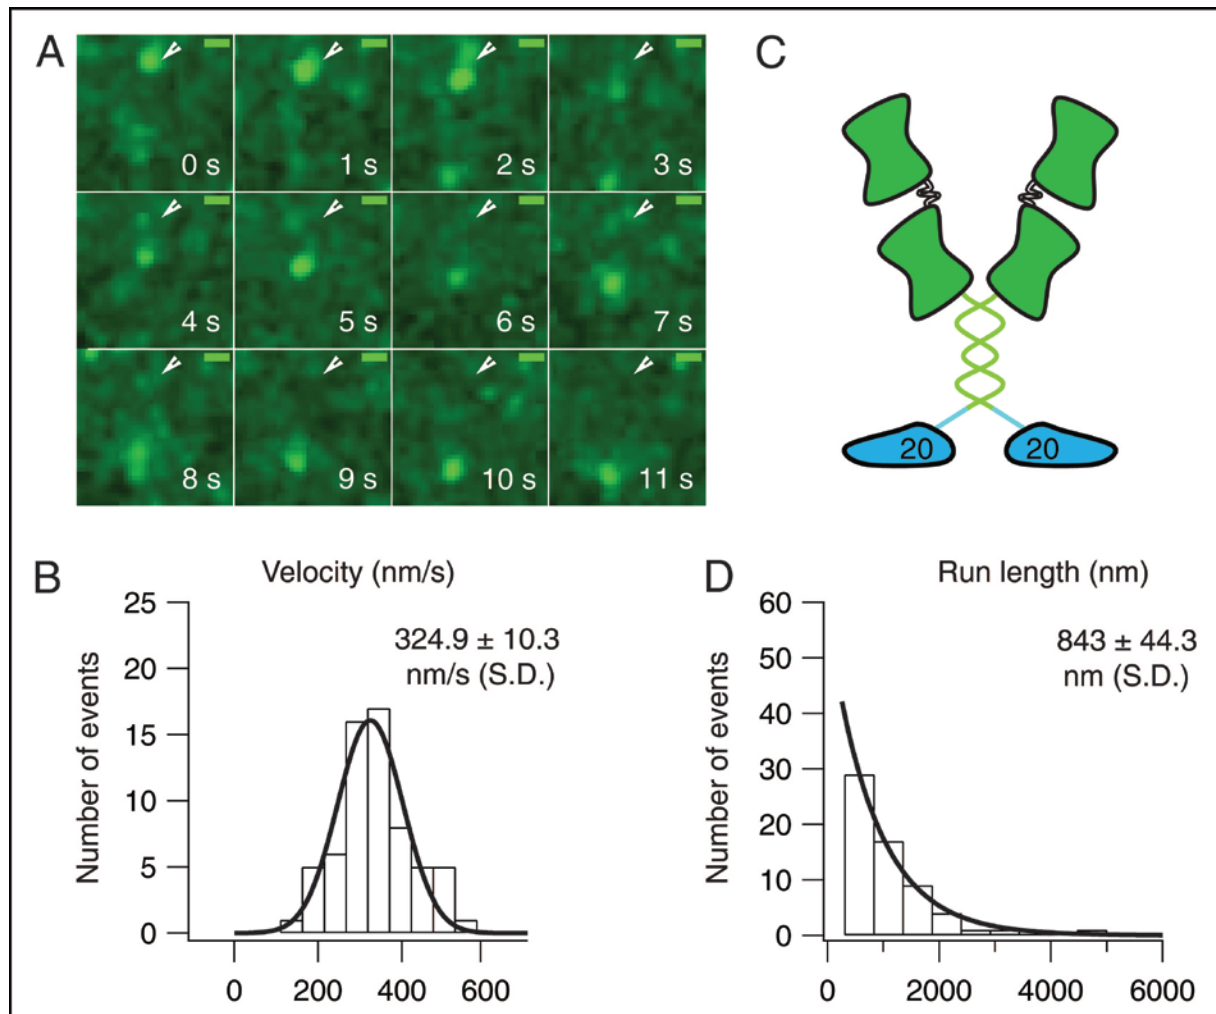 A
0 s
1 s
2 s
3 s
4 s
5 s
6 s
7 s
8 s
9 s
10 s
11 s
C
20
20
B
Velocity (nm/s)
324.9 ± 10.3
nm/s (S.D.)
Number of events
25
20
15
10
5
0
0 200 400 600
D
Run length (nm)
843 ± 44.3
nm (S.D.)
Number of events
60
50
40
30
20
10
0
0 2000 4000 6000